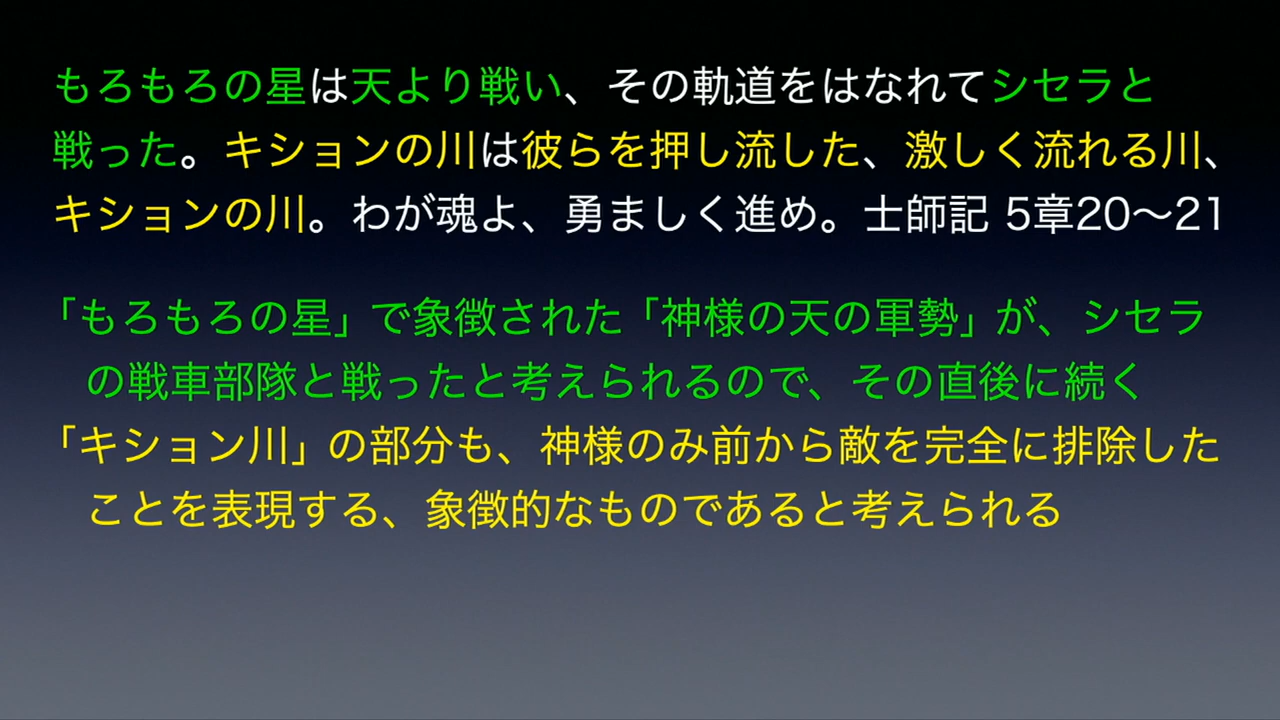 もろもろの星は天より戦い、その軌道をはなれてシセラと
戦った。キションの川は彼らを押し流した、激しく流れる川、
キションの川。わが魂よ、勇ましく進め。士師記 5章20〜21
「もろもろの星」で象徴された「神様の天の軍勢」が、シセラ
の戦車部隊と戦ったと考えられるので、その直後に続く
「キション川」の部分も、神様のみ前から敵を完全に排除した
ことを表現する、象徴的なものであると考えられる